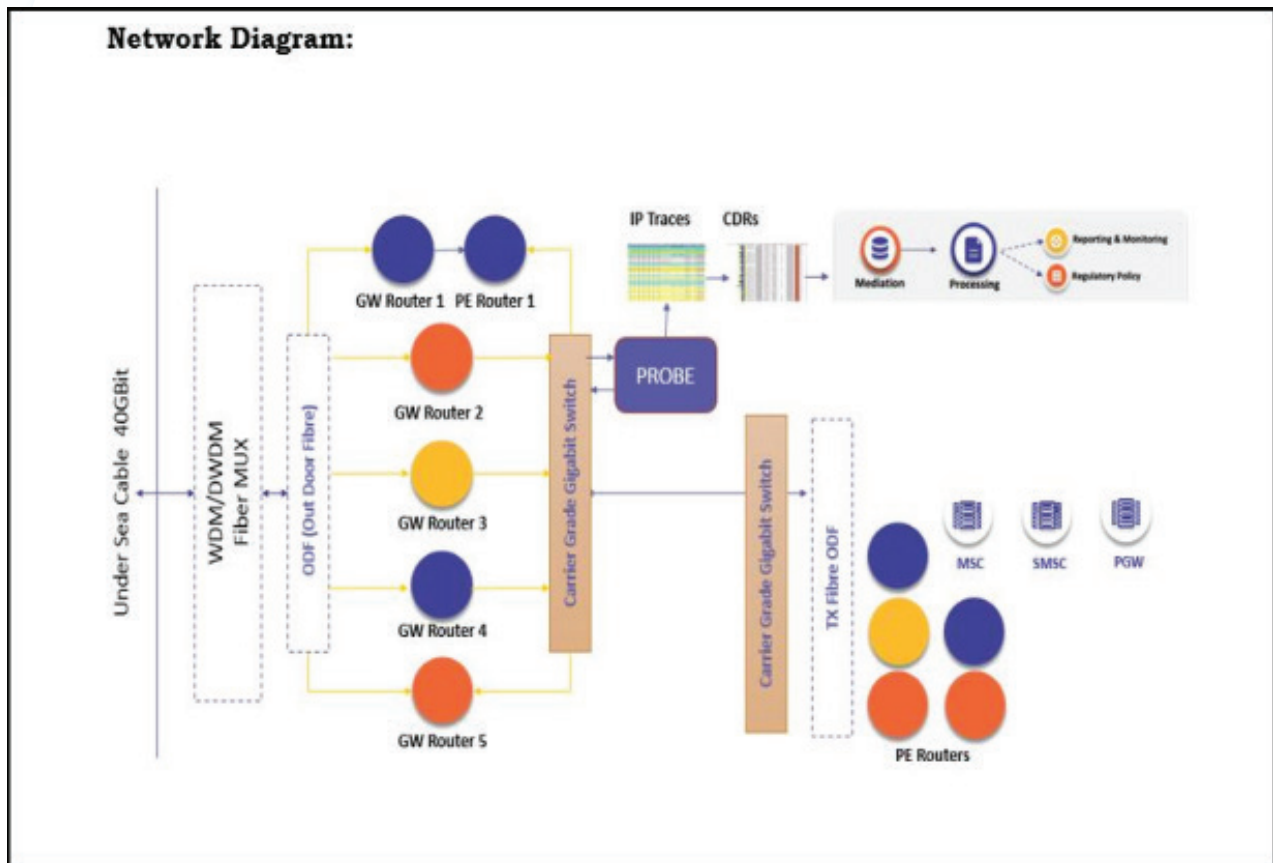 Network Diagram:
Under Sea Cable 40GBit
WDM/DWDM
Fiber MUX
ODF (Out Door Fibre)
GW Router 1
PE Router 1
GW Router 2
GW Router 3
GW Router 4
GW Router 5
Carrier Grade Gigabit Switch
PROBE
IP Traces
CDRs
Mediation
Processing
Reporting & Monitoring
Regulatory Policy
Carrier Grade Gigabit Switch
TX Fibre ODF
MSC
SMSC
PGW
PE Routers